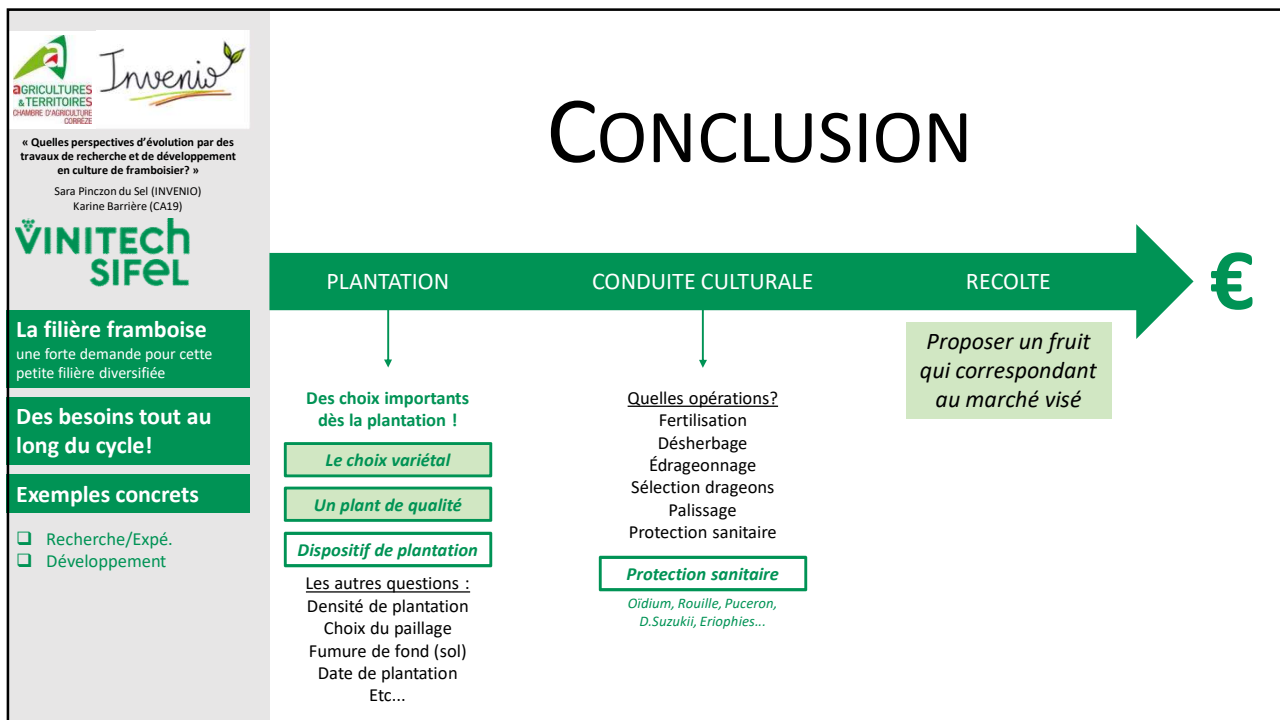 AGRICULTURES
& TERRITOIRES
CHAMBRE D'AGRICULTURE
CORRÈZE
Invenio
« Quelles perspectives d'évolution par des
travaux de recherche et de développement
en culture de framboisier? »
Sara Pinczon du Sel (INVENIO)
Karine Barrière (CA19)
VINITECH
SIFEL
La filière framboise
une forte demande pour cette
petite filière diversifiée
Des besoins tout au
long du cycle!
Exemples concrets
Recherche/Expé.
Développement
CONCLUSION
PLANTATION
CONDUITE CULTURALE
RECOLTE
€
Des choix importants
dès la plantation !
Le choix variétal
Un plant de qualité
Dispositif de plantation
Les autres questions :
Densité de plantation
Choix du paillage
Fumure de fond (sol)
Date de plantation
Etc...
Quelles opérations?
Fertilisation
Désherbage
Édrageonnage
Sélection drageons
Palissage
Protection sanitaire
Protection sanitaire
Oïdium, Rouille, Puceron,
D.Suzukii, Eriophies...
Proposer un fruit
qui correspondant
au marché visé